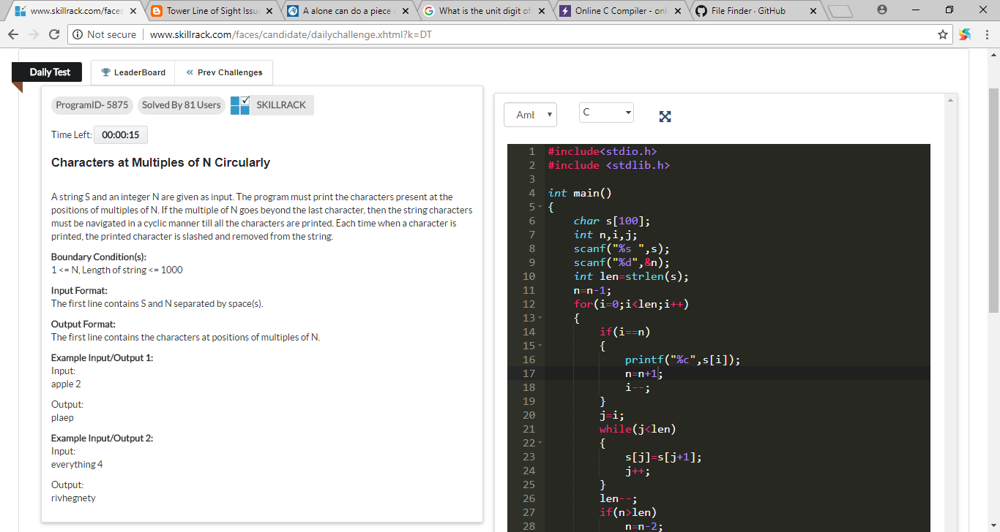 www.skillrack.com/faces
Tower Line of Sight Issu
A alone can do a piece o
What is the unit digit of
Online C Compiler - onli
File Finder · GitHub
Not secure
www.skillrack.com/faces/candidate/dailychallenge.xhtml?k=DT
Daily Test
LeaderBoard
Prev Challenges
ProgramID- 5875
Solved By 81 Users
SKILLRACK
Time Left: 00:00:15
Characters at Multiples of N Circularly
A string S and an integer N are given as input. The program must print the characters present at the
positions of multiples of N. If the multiple of N goes beyond the last character, then the string characters
must be navigated in a cyclic manner till all the characters are printed. Each time when a character is
printed, the printed character is slashed and removed from the string.
Boundary Condition(s):
1 <= N, Length of string <= 1000
Input Format:
The first line contains S and N separated by space(s).
Output Format:
The first line contains the characters at positions of multiples of N.
Example Input/Output 1:
Input:
apple 2
Output:
plaep
Example Input/Output 2:
Input:
everything 4
Output:
rivhegnety
C
1 #include<stdio.h>
2 #include <stdlib.h>
3
4 int main()
5 {
6 char s[100];
7 int n,i,j;
8 scanf("%s ",s);
9 scanf("%d",&n);
10 int len=strlen(s);
11 n=n-1;
12 for(i=0;i<len;i++)
13 {
14 if(i==n)
15 {
16 printf("%c",s[i]);
17 n=n+1;
18 i--;
19 }
20 j=i;
21 while(j<len)
22 {
23 s[j]=s[j+1];
24 j++;
25 }
26 len--;
27 if(n>len)
28 n=n-2;